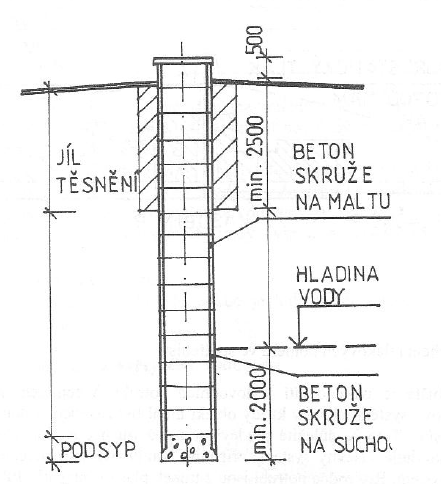 500
JÍL
TĚSNĚNÍ
min. 2500
BETON
SKRUŽE
NA MALTU
HLADINA
VODY
min. 2000
BETON
SKRUŽE
NA SUCHO
PODSYP